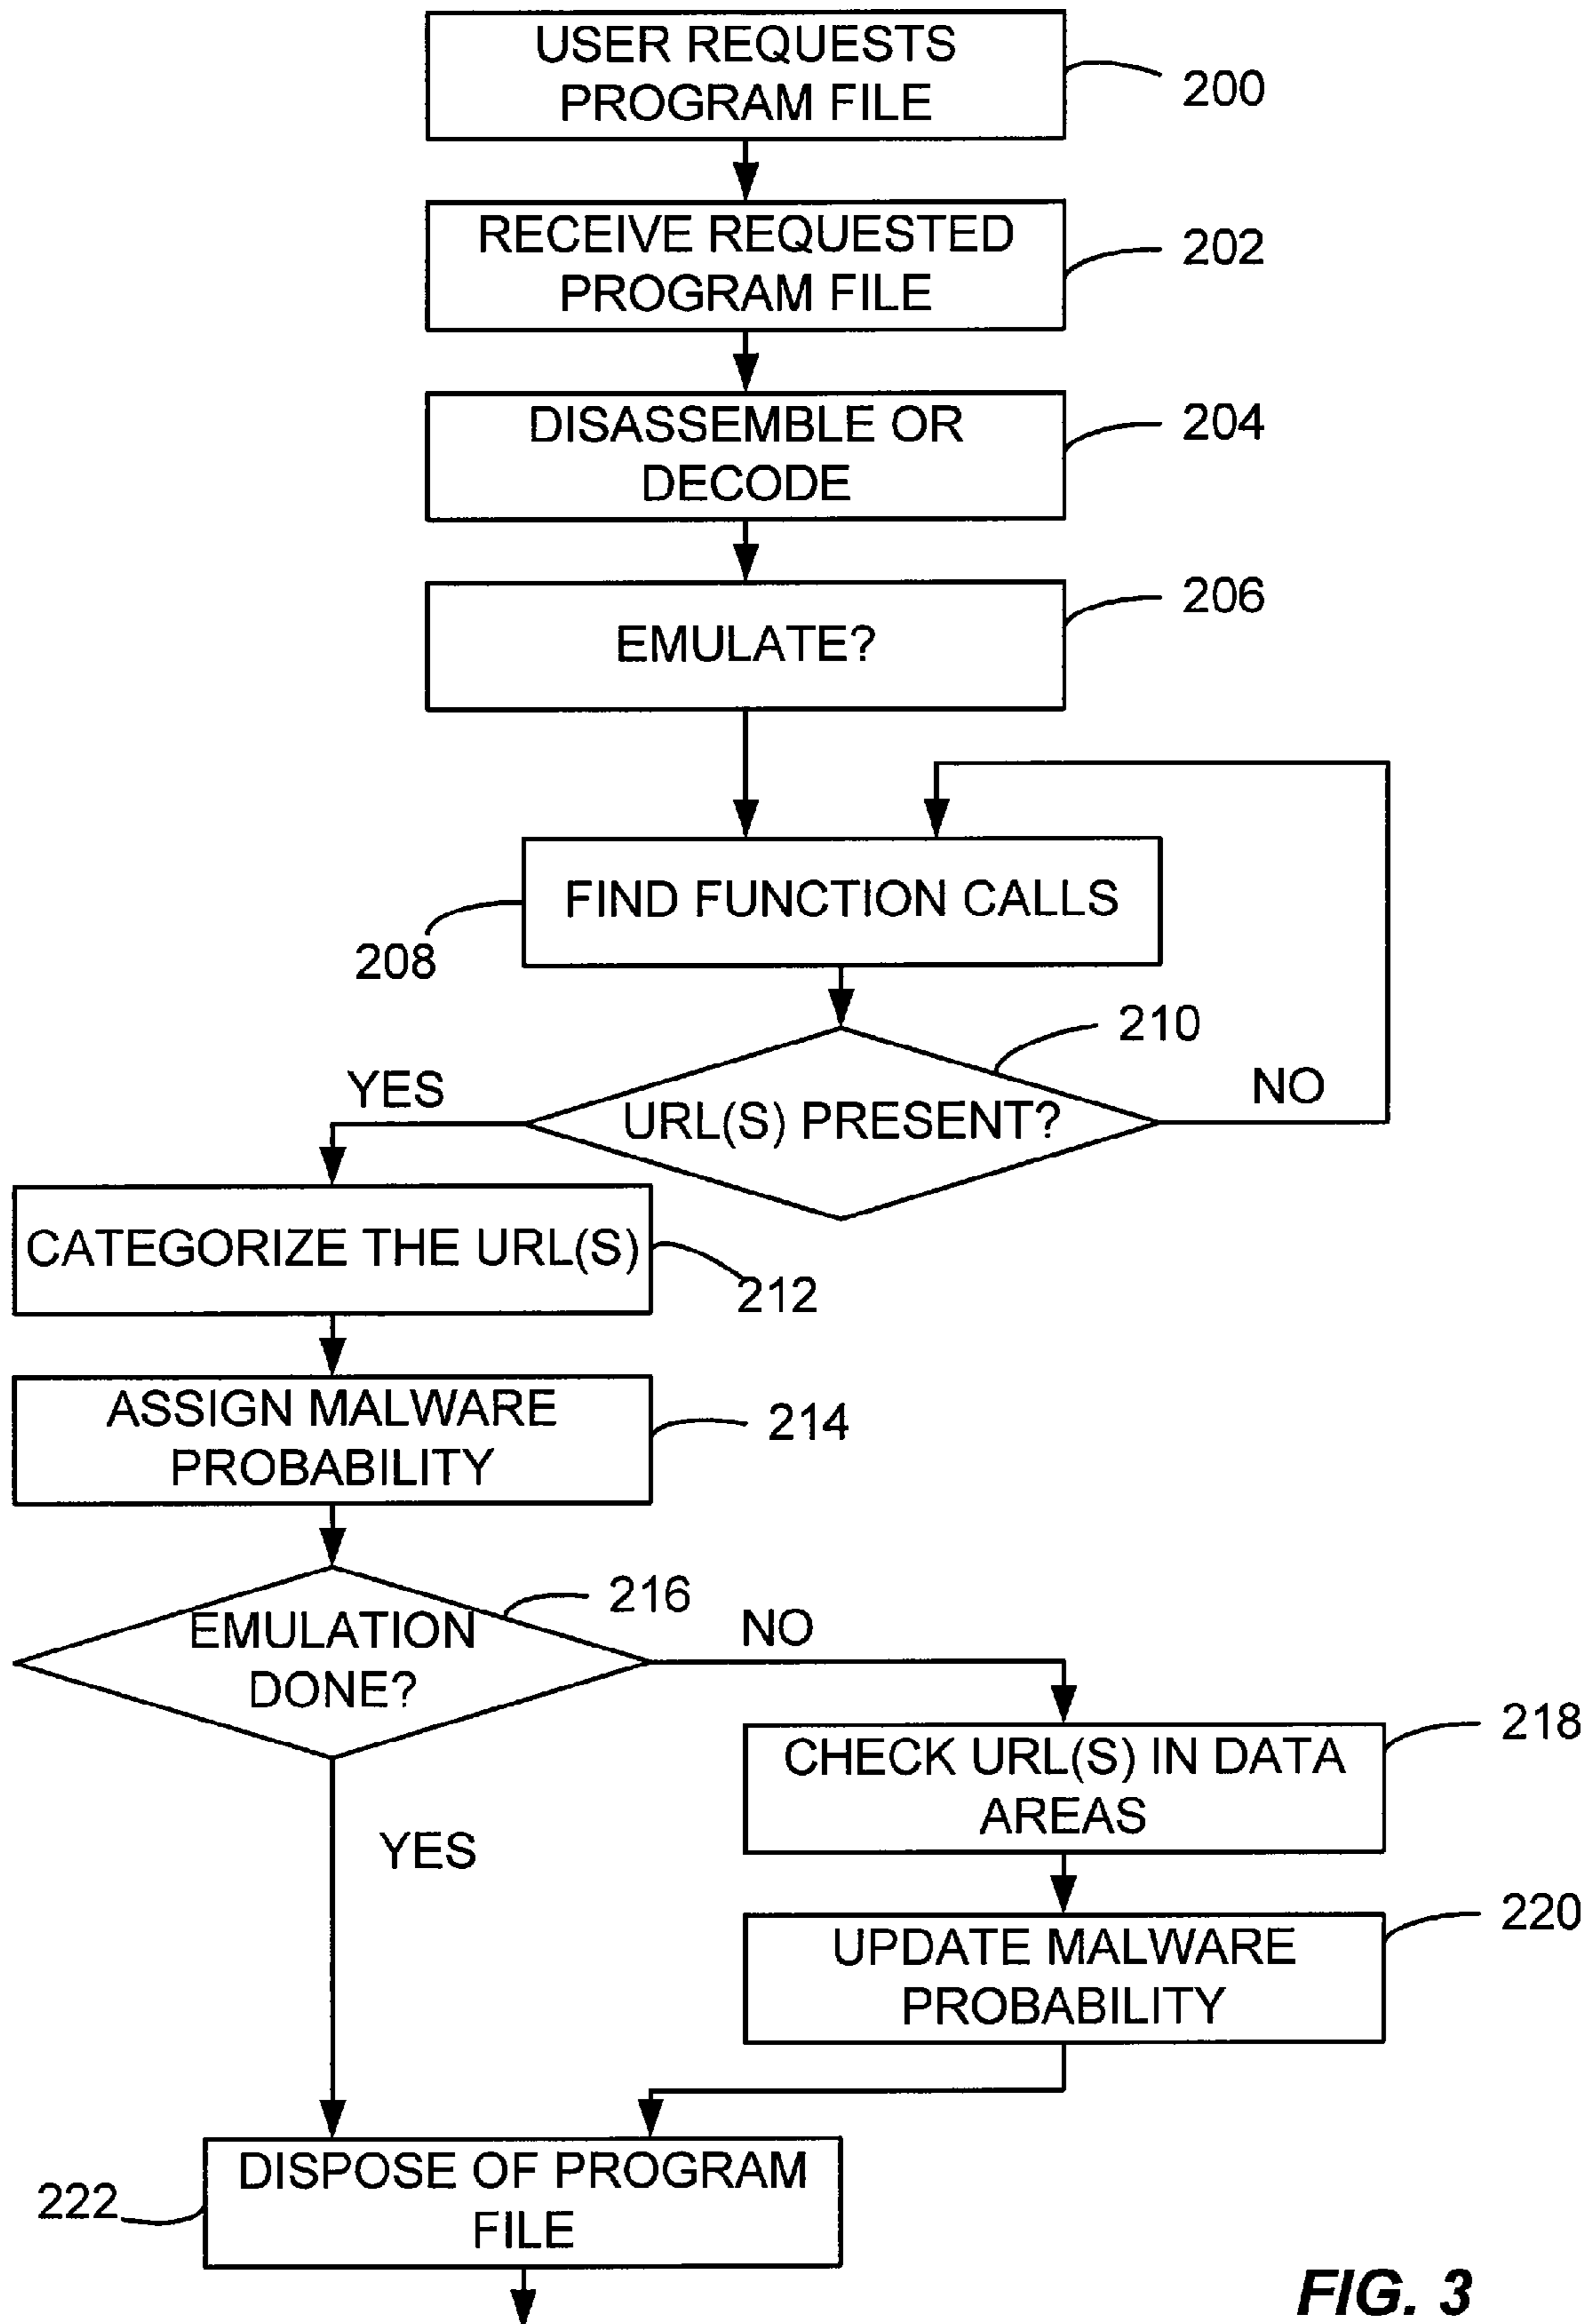 USER REQUESTS
PROGRAM FILE
200
RECEIVE REQUESTED
PROGRAM FILE
202
DISASSEMBLE OR
DECODE
204
EMULATE?
206
FIND FUNCTION CALLS
208
210
YES
URL(S) PRESENT?
NO
CATEGORIZE THE URL(S)
212
ASSIGN MALWARE
PROBABILITY
214
EMULATION
DONE?
216
NO
CHECK URL(S) IN DATA
AREAS
218
YES
UPDATE MALWARE
PROBABILITY
220
DISPOSE OF PROGRAM
FILE
222
FIG. 3